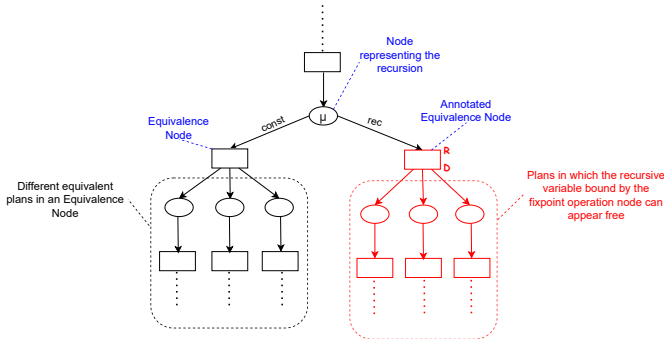 Node
representing the
recursion
μ
const
rec
Equivalence
Node
Annotated
Equivalence Node
R
D
Different equivalent
plans in an Equivalence
Node
Plans in which the recursive
variable bound by the
fixpoint operation node can
appear free